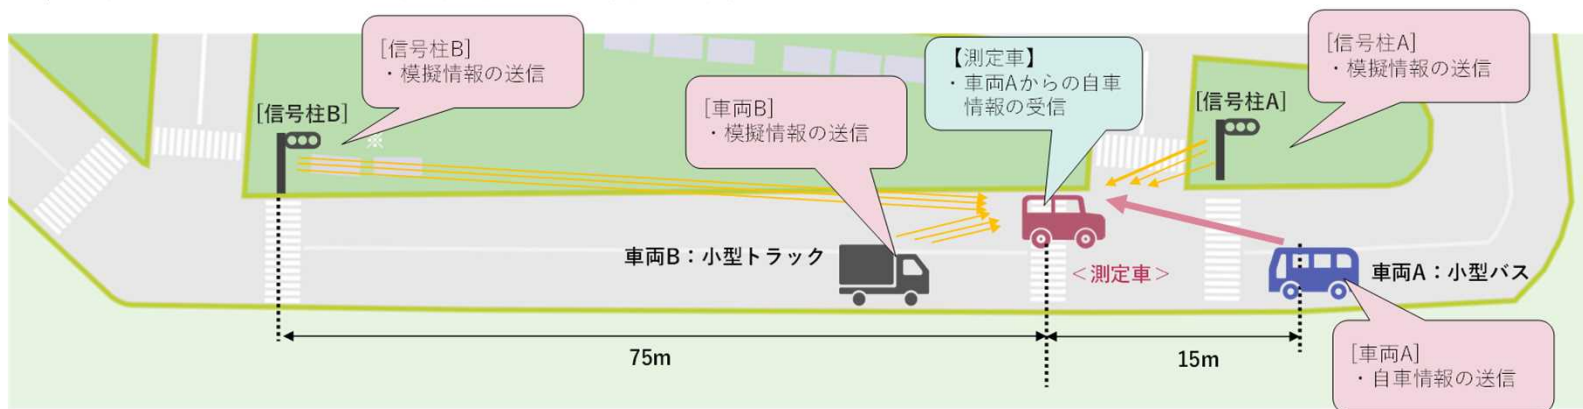 [信号柱B]
・模擬情報の送信
[信号柱B]
※
[車両B]
・模擬情報の送信
【測定車】
・車両Aからの自車
情報の受信
[信号柱A]
・模擬情報の送信
[信号柱A]
車両B：小型トラック
＜測定車＞
車両A：小型バス
75m
15m
[車両A]
・自車情報の送信